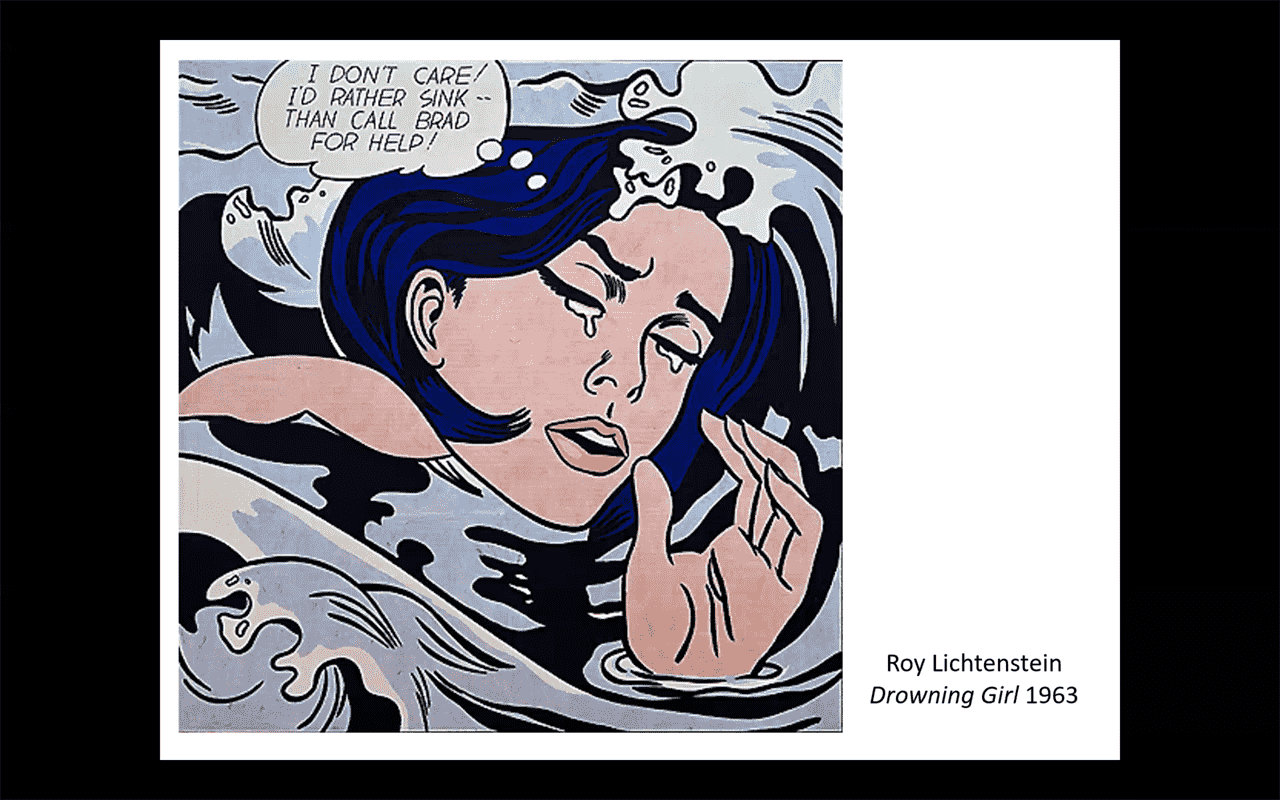 I DON'T CARE!
I'D RATHER SINK --
THAN CALL BRAD
FOR HELP!
Roy Lichtenstein
Drowning Girl 1963